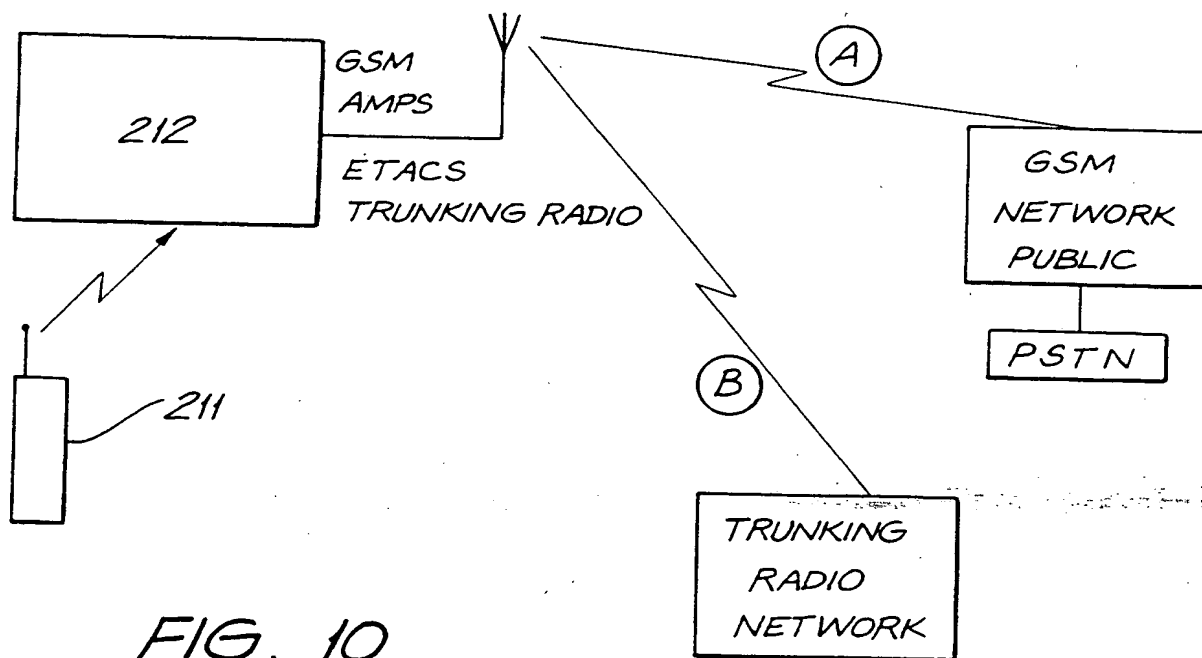 GSM
AMPS
212
ETACS
TRUNKING RADIO
A
GSM
NETWORK
PUBLIC
PSTN
B
211
TRUNKING
RADIO
NETWORK
FIG. 10